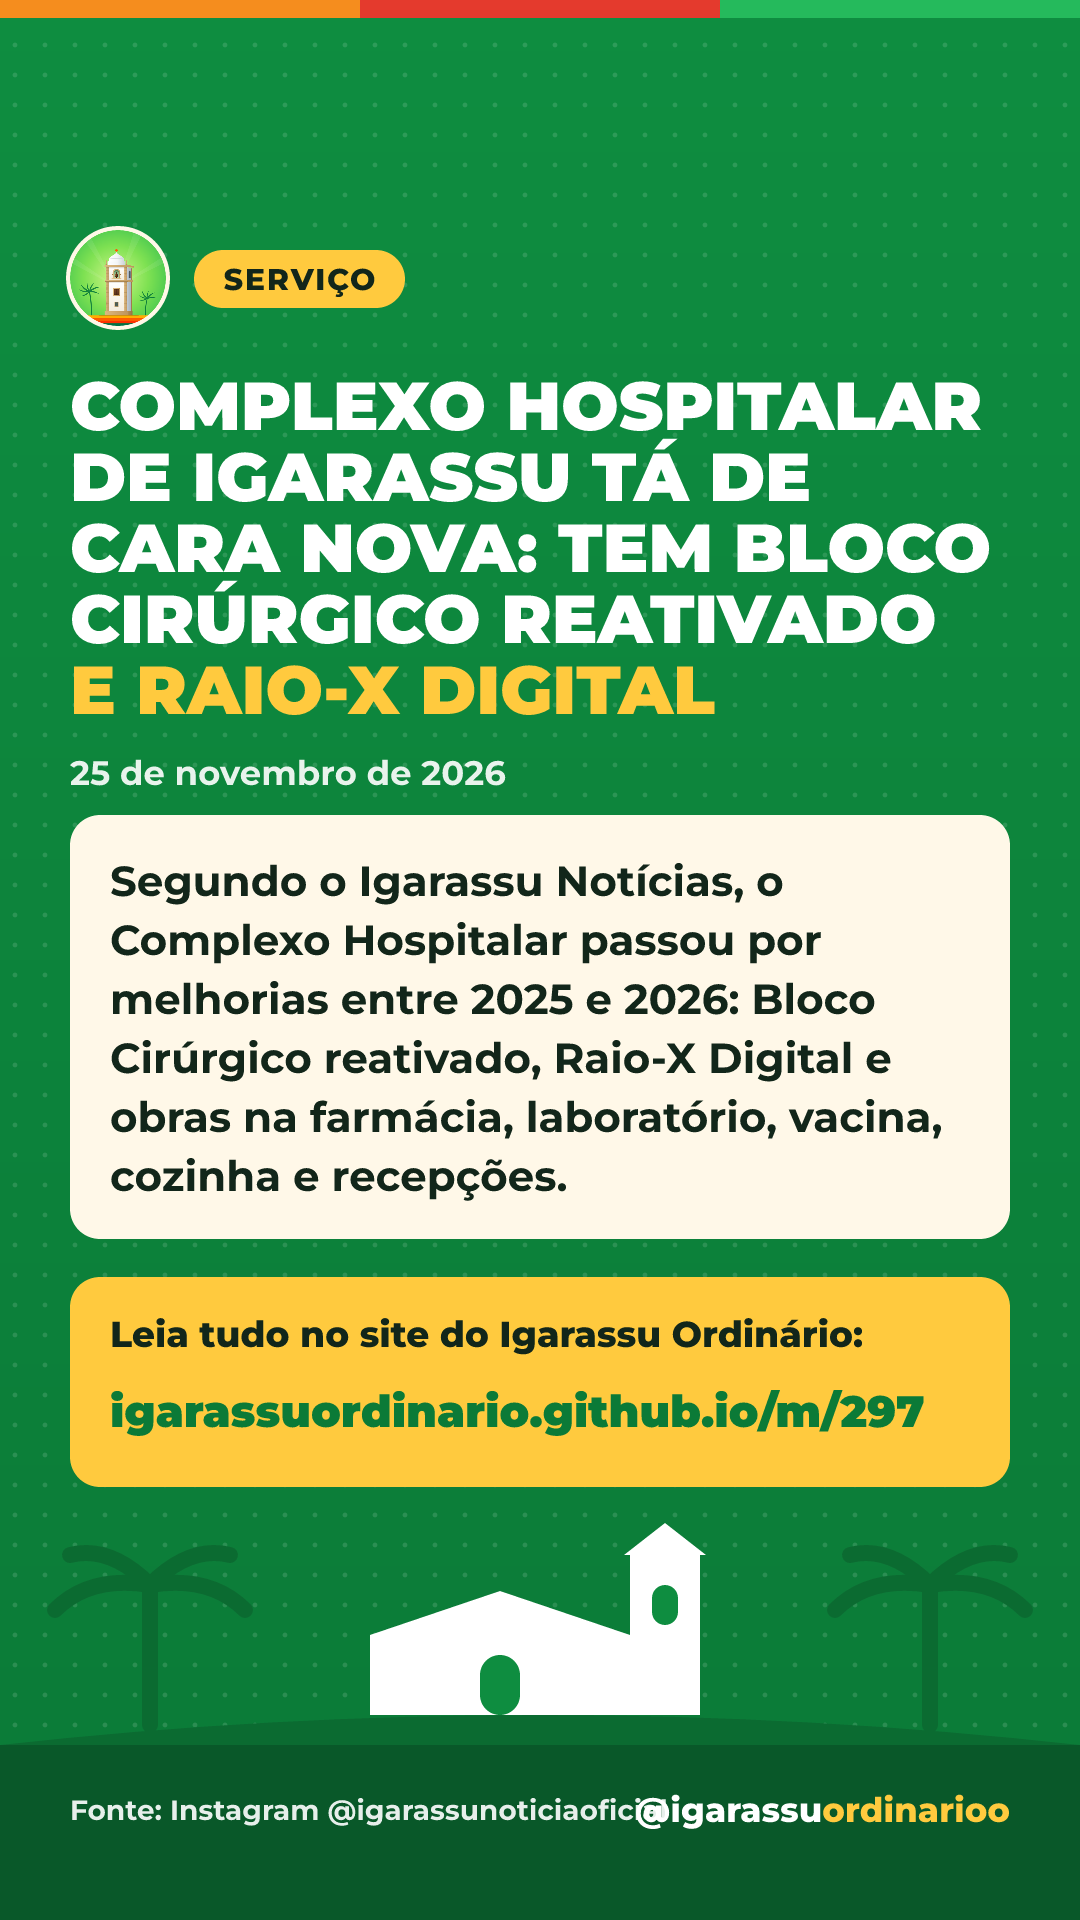 SERVIÇO
COMPLEXO HOSPITALAR
DE IGARASSU TÁ DE
CARA NOVA: TEM BLOCO
CIRÚRGICO REATIVADO
E RAIO-X DIGITAL
25 de novembro de 2026
Segundo o Igarassu Notícias, o
Complexo Hospitalar passou por
melhorias entre 2025 e 2026: Bloco
Cirúrgico reativado, Raio-X Digital e
obras na farmácia, laboratório, vacina,
cozinha e recepções.
Leia tudo no site do Igarassu Ordinário:
igarassuordinario.github.io/m/297
Fonte: Instagram @igarassunoticiaoficial @igarassuordinarioo